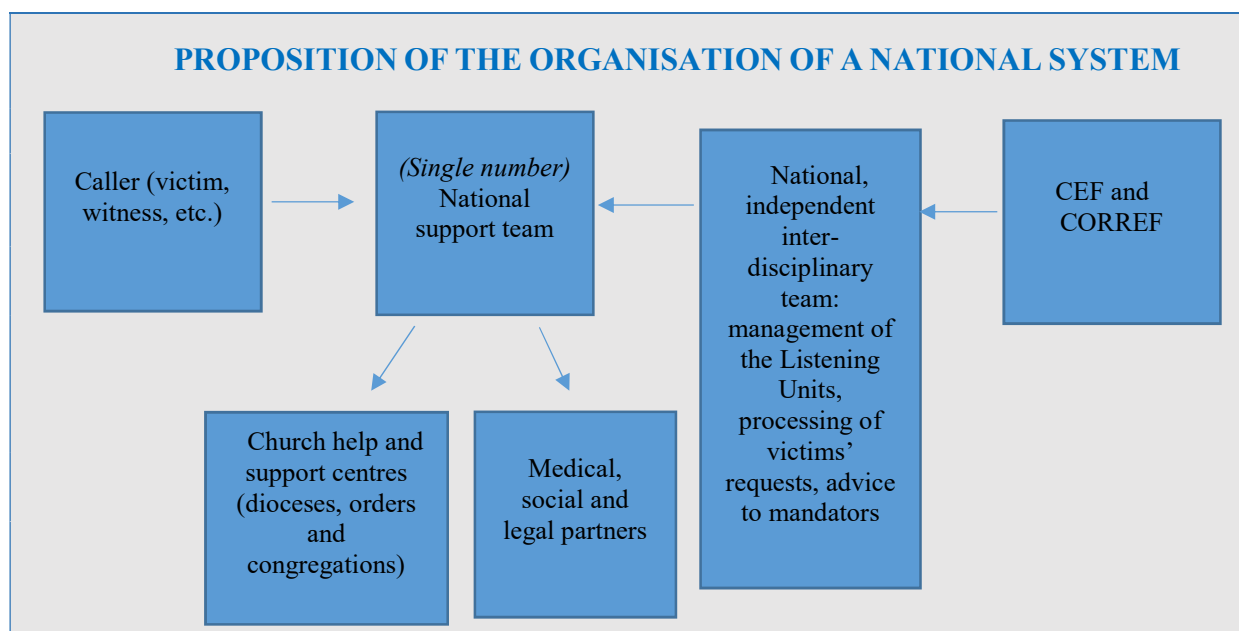 PROPOSITION OF THE ORGANISATION OF A NATIONAL SYSTEM
Caller (victim,
witness, etc.)
(Single number)
National
support team
National,
independent
inter-
disciplinary
team:
management of
the Listening
Units,
processing of
victims’
requests, advice
to mandators
CEF and
CORREF
Church help and
support centres
(dioceses, orders
and
congregations)
Medical,
social and
legal partners